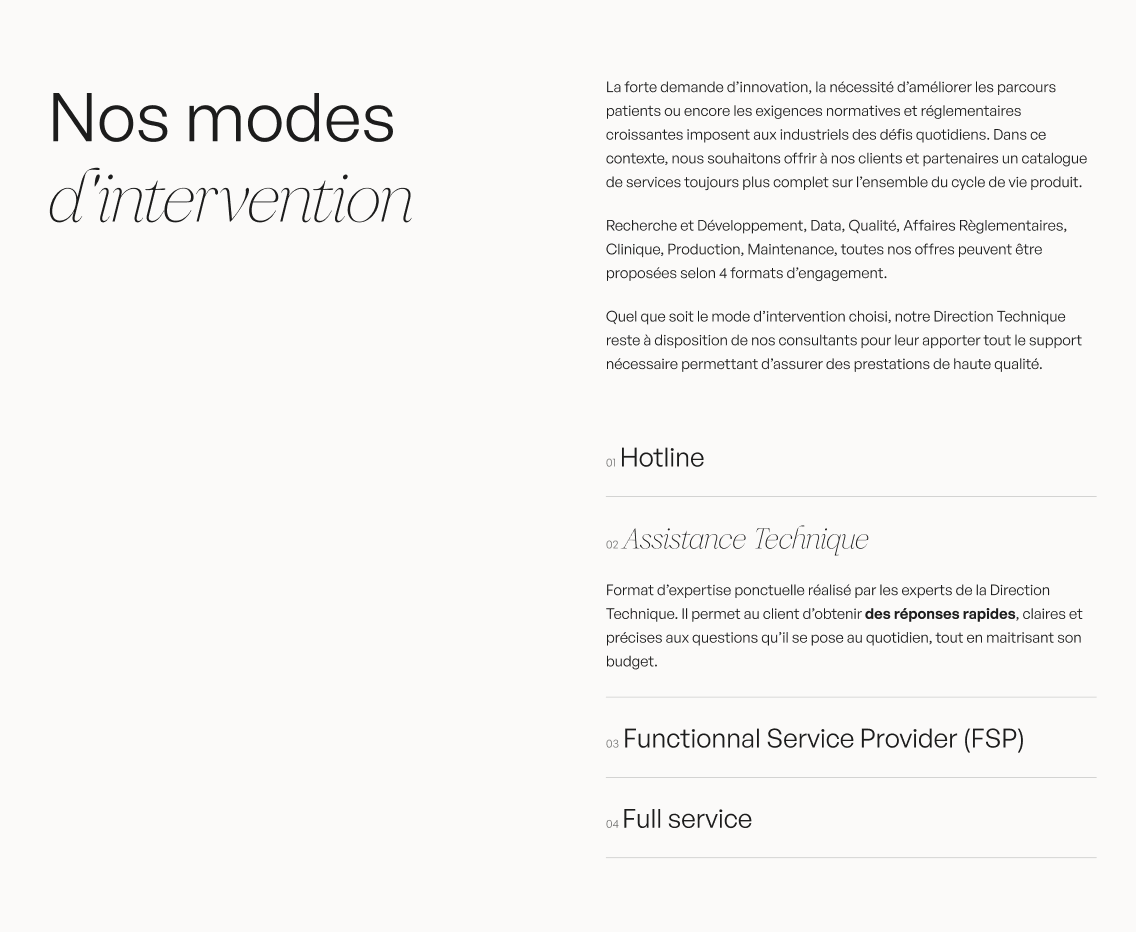 Nos modes
d'intervention
La forte demande d’innovation, la nécessité d’améliorer les parcours
patients ou encore les exigences normatives et réglementaires
croissantes imposent aux industriels des défis quotidiens. Dans ce
contexte, nous souhaitons offrir à nos clients et partenaires un catalogue
de services toujours plus complet sur l’ensemble du cycle de vie produit.
Recherche et Développement, Data, Qualité, Affaires Règlementaires,
Clinique, Production, Maintenance, toutes nos offres peuvent être
proposées selon 4 formats d’engagement.
Quel que soit le mode d’intervention choisi, notre Direction Technique
reste à disposition de nos consultants pour leur apporter tout le support
nécessaire permettant d’assurer des prestations de haute qualité.
01 Hotline
02 Assistance Technique
Format d’expertise ponctuelle réalisé par les experts de la Direction
Technique. Il permet au client d’obtenir des réponses rapides, claires et
précises aux questions qu’il se pose au quotidien, tout en maitrisant son
budget.
03 Functionnal Service Provider (FSP)
04 Full service